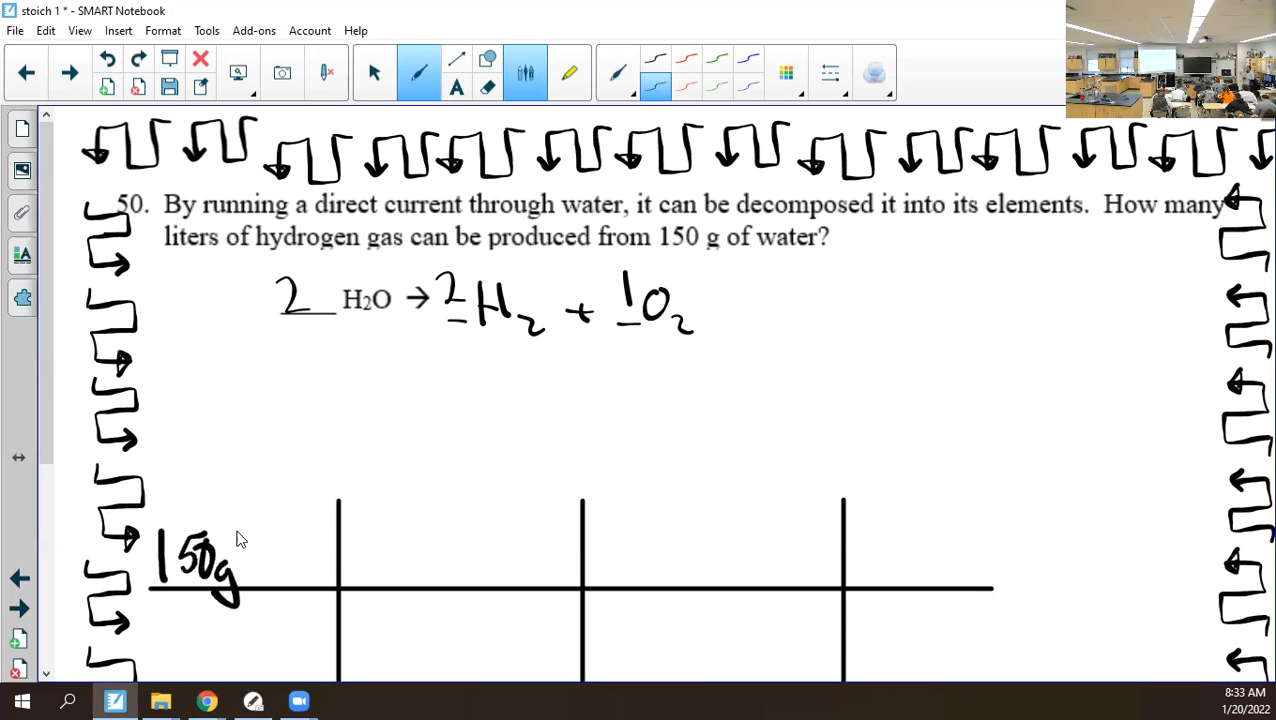 stoich 1 * - SMART Notebook
File Edit View Insert Format Tools Add-ons Account Help
50. By running a direct current through water, it can be decomposed it into its elements. How many
liters of hydrogen gas can be produced from 150 g of water?
2 H2O → 2 H2 + 1 O2
150g
8:33 AM
1/20/2022